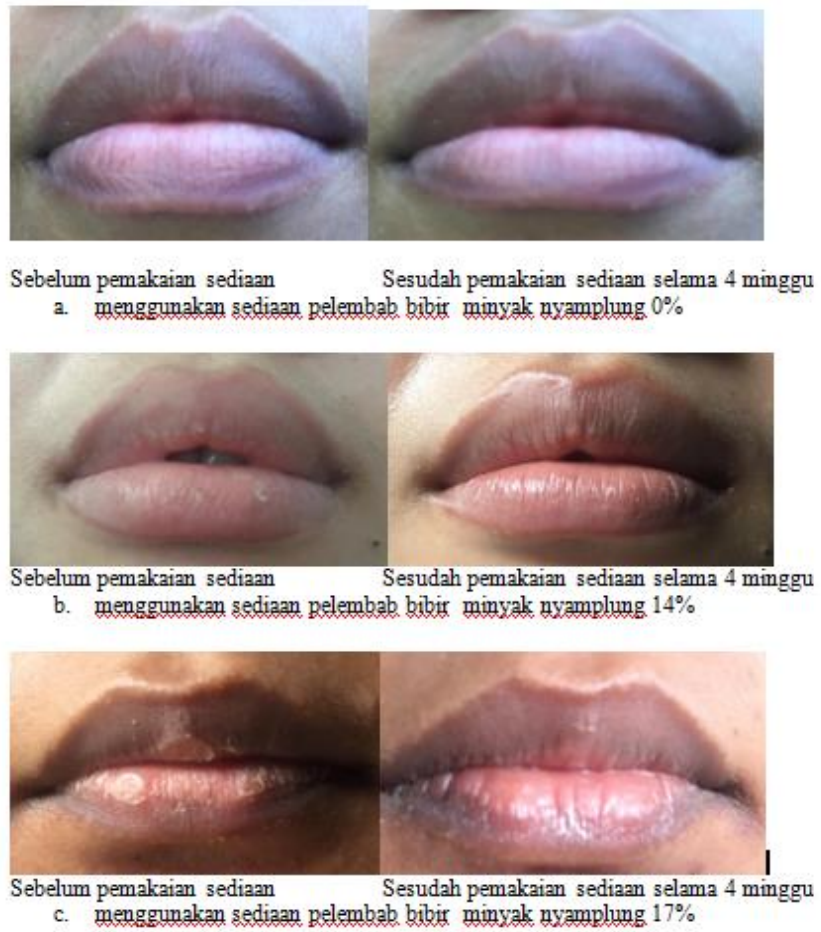 Sebelum pemakaian sediaan Sesudah pemakaian sediaan selama 4 minggu
a. menggunakan sediaan pelembab bibir minyak nyamplung 0%
Sebelum pemakaian sediaan Sesudah pemakaian sediaan selama 4 minggu
b. menggunakan sediaan pelembab bibir minyak nyamplung 14%
Sebelum pemakaian sediaan Sesudah pemakaian sediaan selama 4 minggu
c. menggunakan sediaan pelembab bibir minyak nyamplung 17%